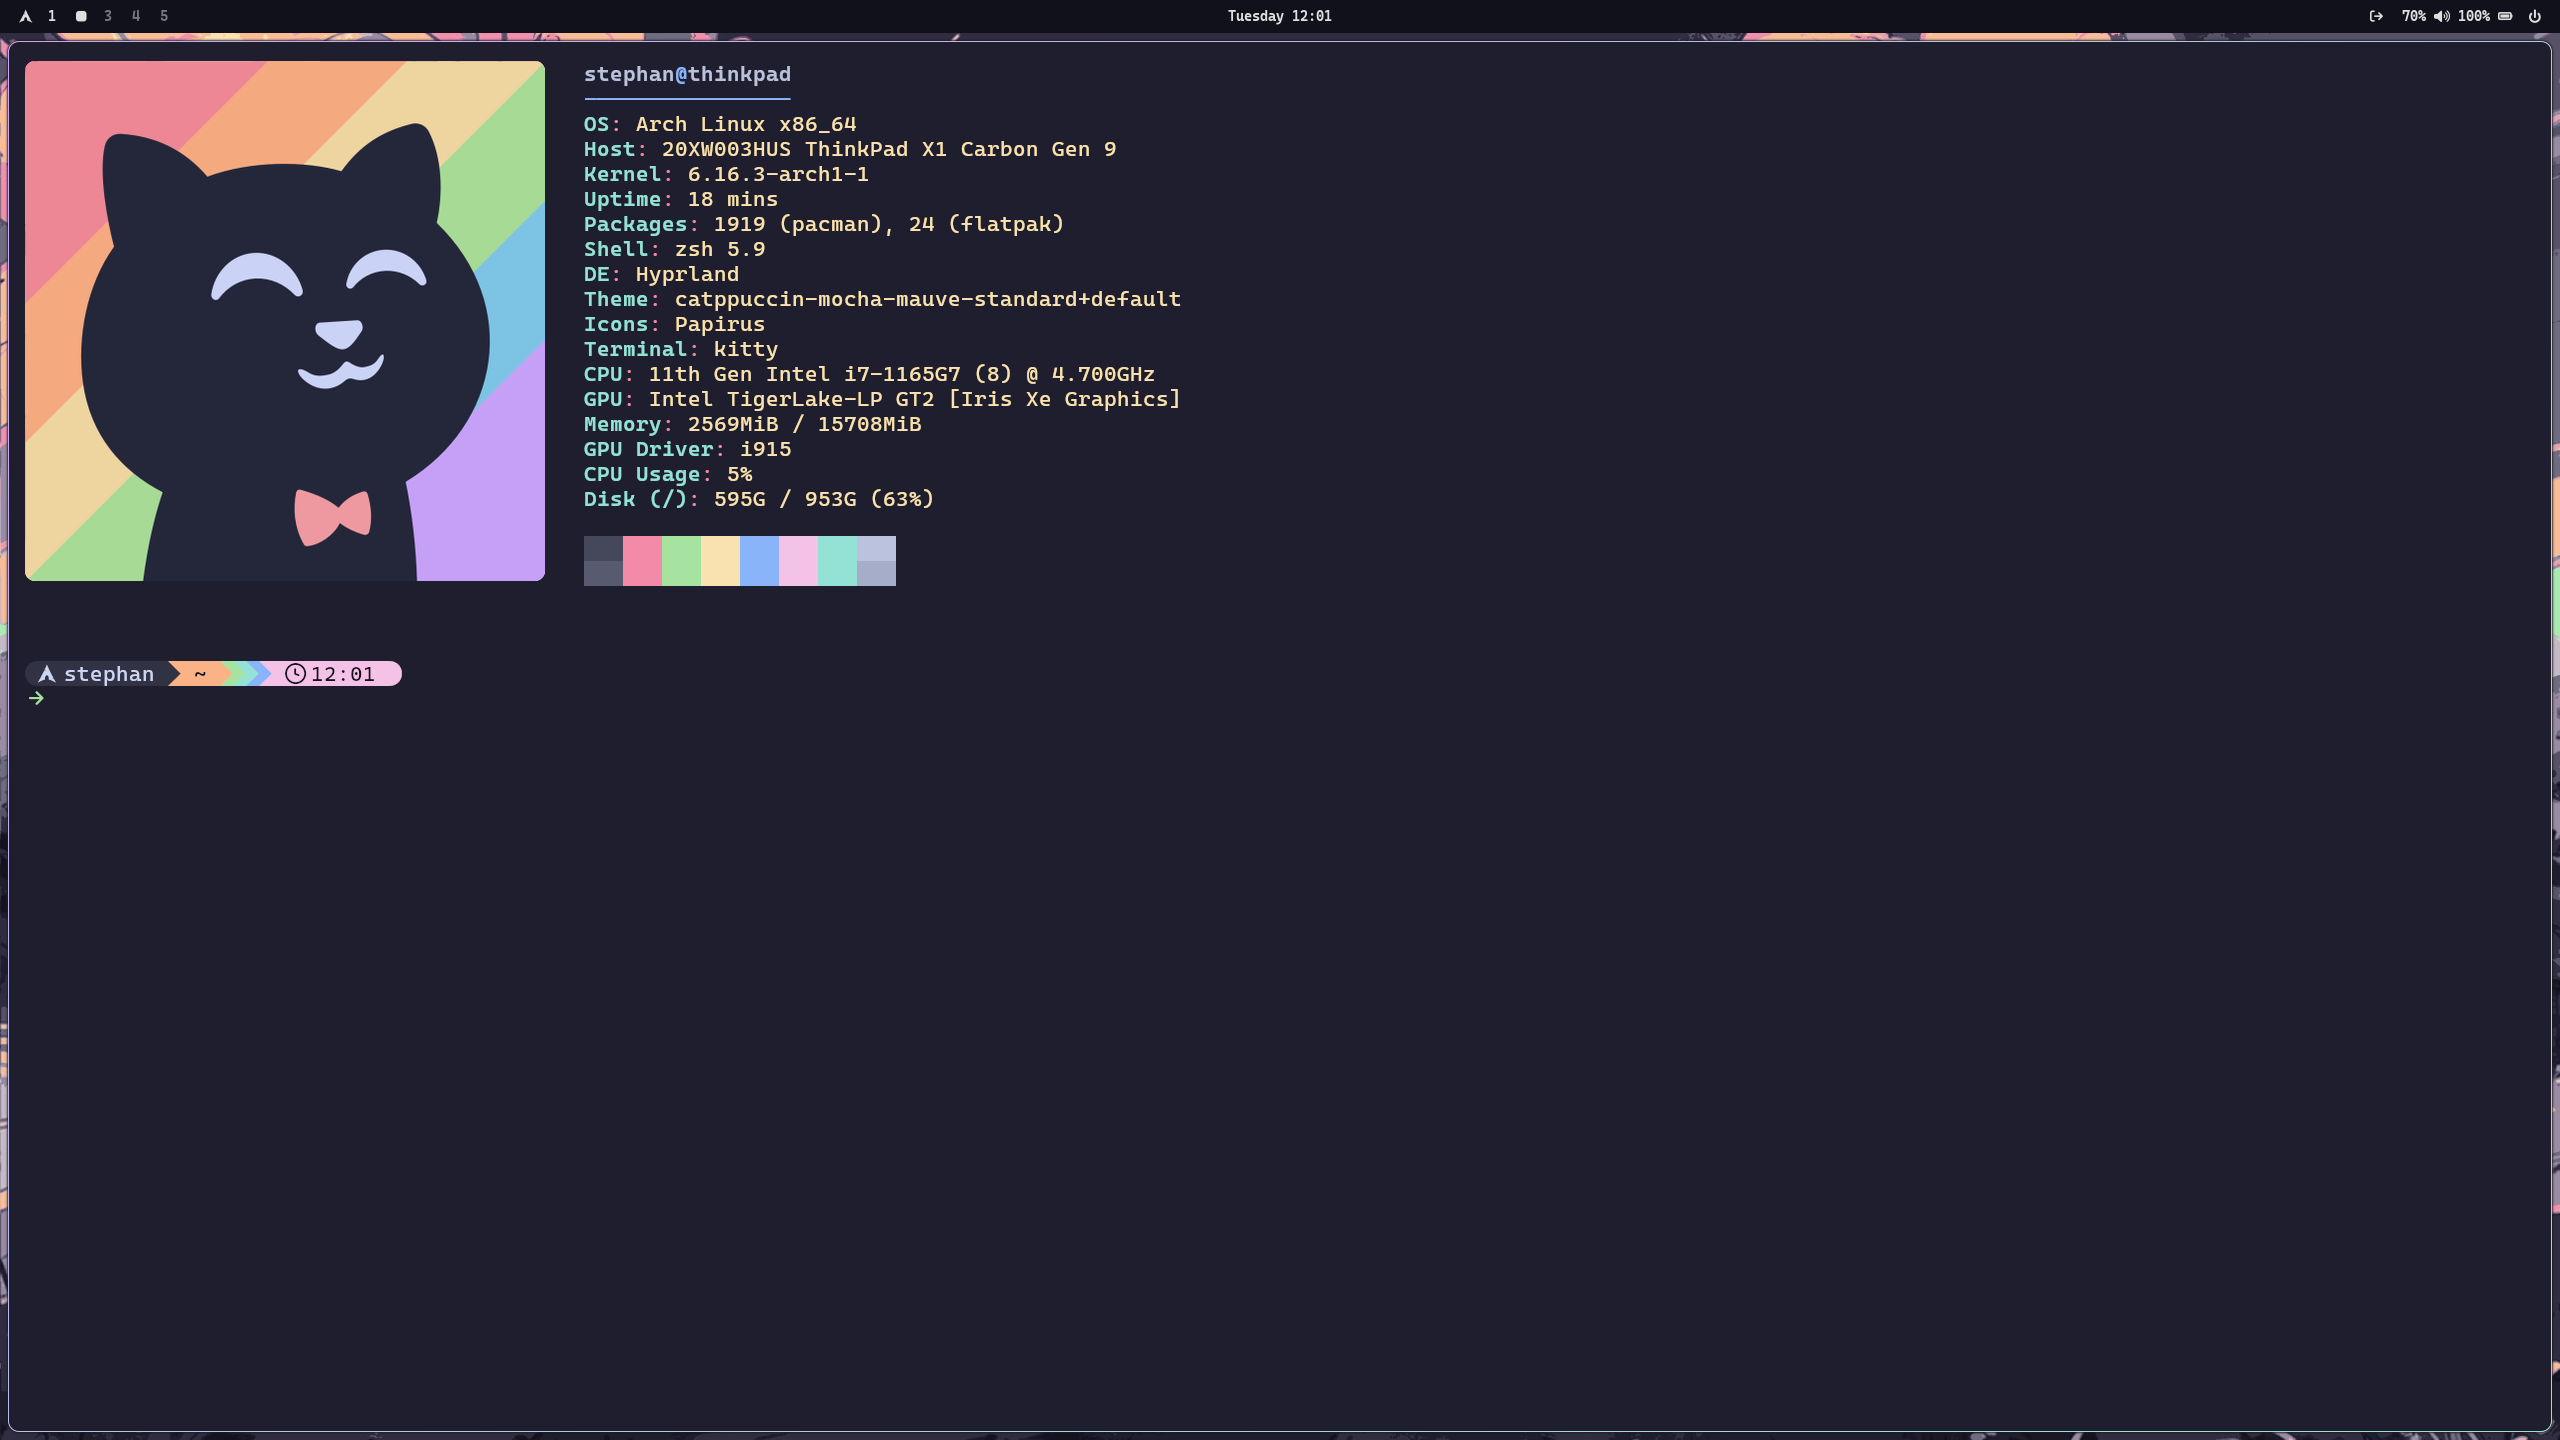 1 3 4 5
Tuesday 12:01
70% 100%
stephan@thinkpad
OS: Arch Linux x86_64
Host: 20XW003HUS ThinkPad X1 Carbon Gen 9
Kernel: 6.16.3-arch1-1
Uptime: 18 mins
Packages: 1919 (pacman), 24 (flatpak)
Shell: zsh 5.9
DE: Hyprland
Theme: catppuccin-mocha-mauve-standard+default
Icons: Papirus
Terminal: kitty
CPU: 11th Gen Intel i7-1165G7 (8) @ 4.700GHz
GPU: Intel TigerLake-LP GT2 [Iris Xe Graphics]
Memory: 2569MiB / 15708MiB
GPU Driver: i915
CPU Usage: 5%
Disk (/): 595G / 953G (63%)
stephan ~ 12:01
→